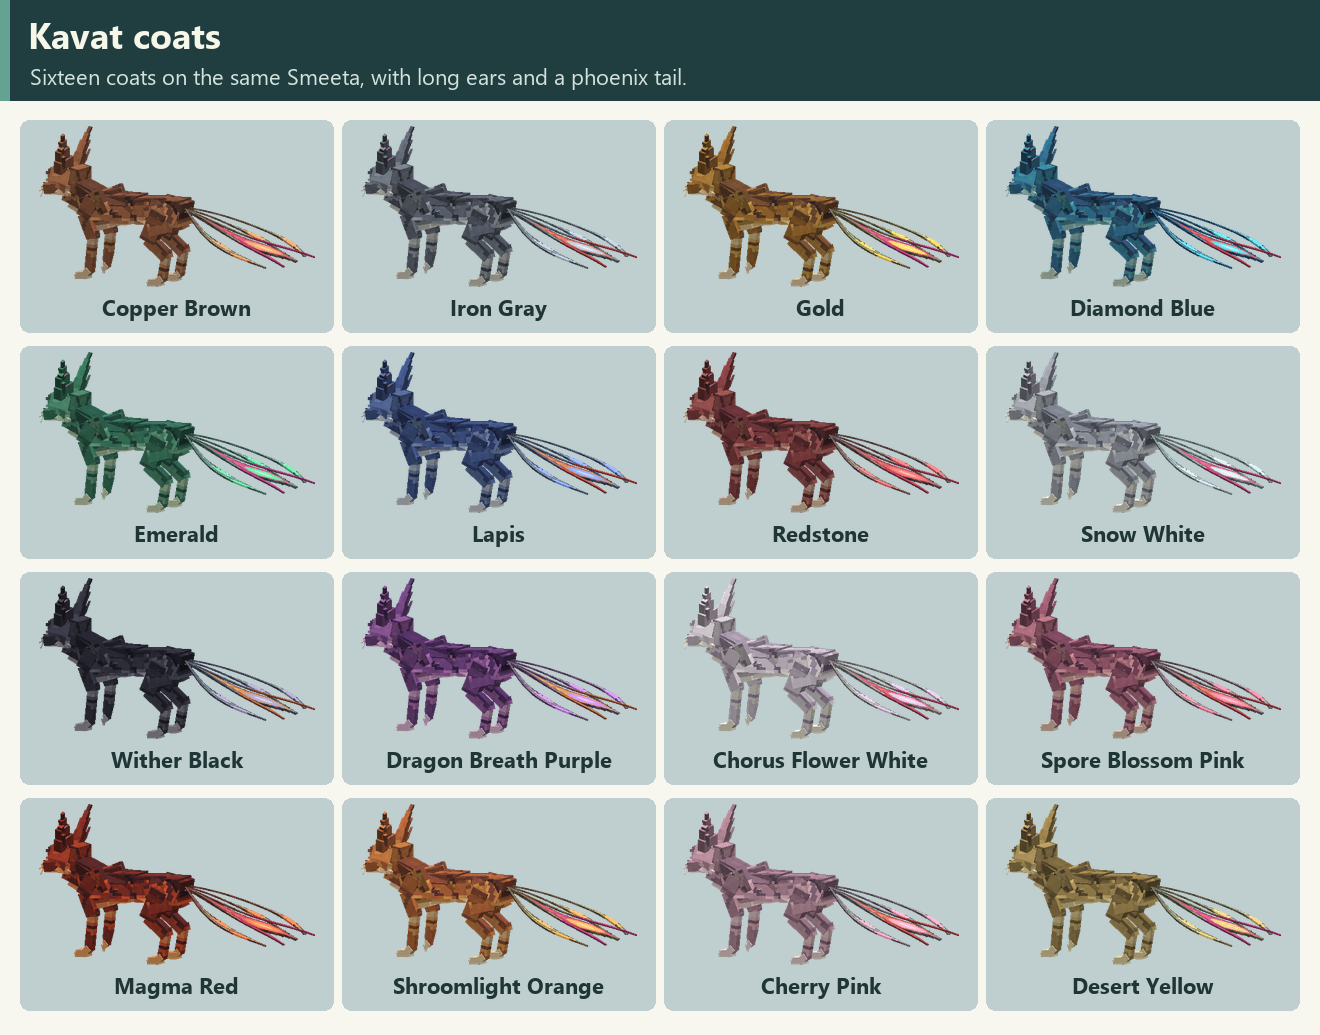 Kavat coats
Sixteen coats on the same Smeeta, with long ears and a phoenix tail.
Copper Brown
Iron Gray
Gold
Diamond Blue
Emerald
Lapis
Redstone
Snow White
Wither Black
Dragon Breath Purple
Chorus Flower White
Spore Blossom Pink
Magma Red
Shroomlight Orange
Cherry Pink
Desert Yellow